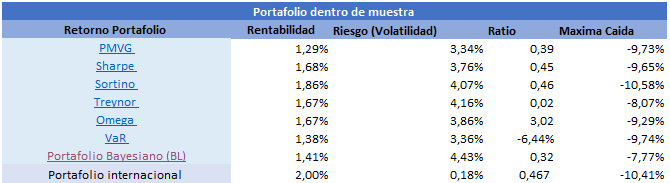 Portafolio dentro de muestra
Retorno Portafolio Rentabilidad Riesgo (Volatilidad) Ratio Maxima Caida
PMVG 1,29% 3,34% 0,39 -9,73%
Sharpe 1,68% 3,76% 0,45 -9,65%
Sortino 1,86% 4,07% 0,46 -10,58%
Treynor 1,67% 4,16% 0,02 -8,07%
Omega 1,67% 3,86% 3,02 -9,29%
VaR 1,38% 3,36% -6,44% -9,74%
Portafolio Bayesiano (BL) 1,41% 4,43% 0,32 -7,77%
Portafolio internacional 2,00% 0,18% 0,467 -10,41%